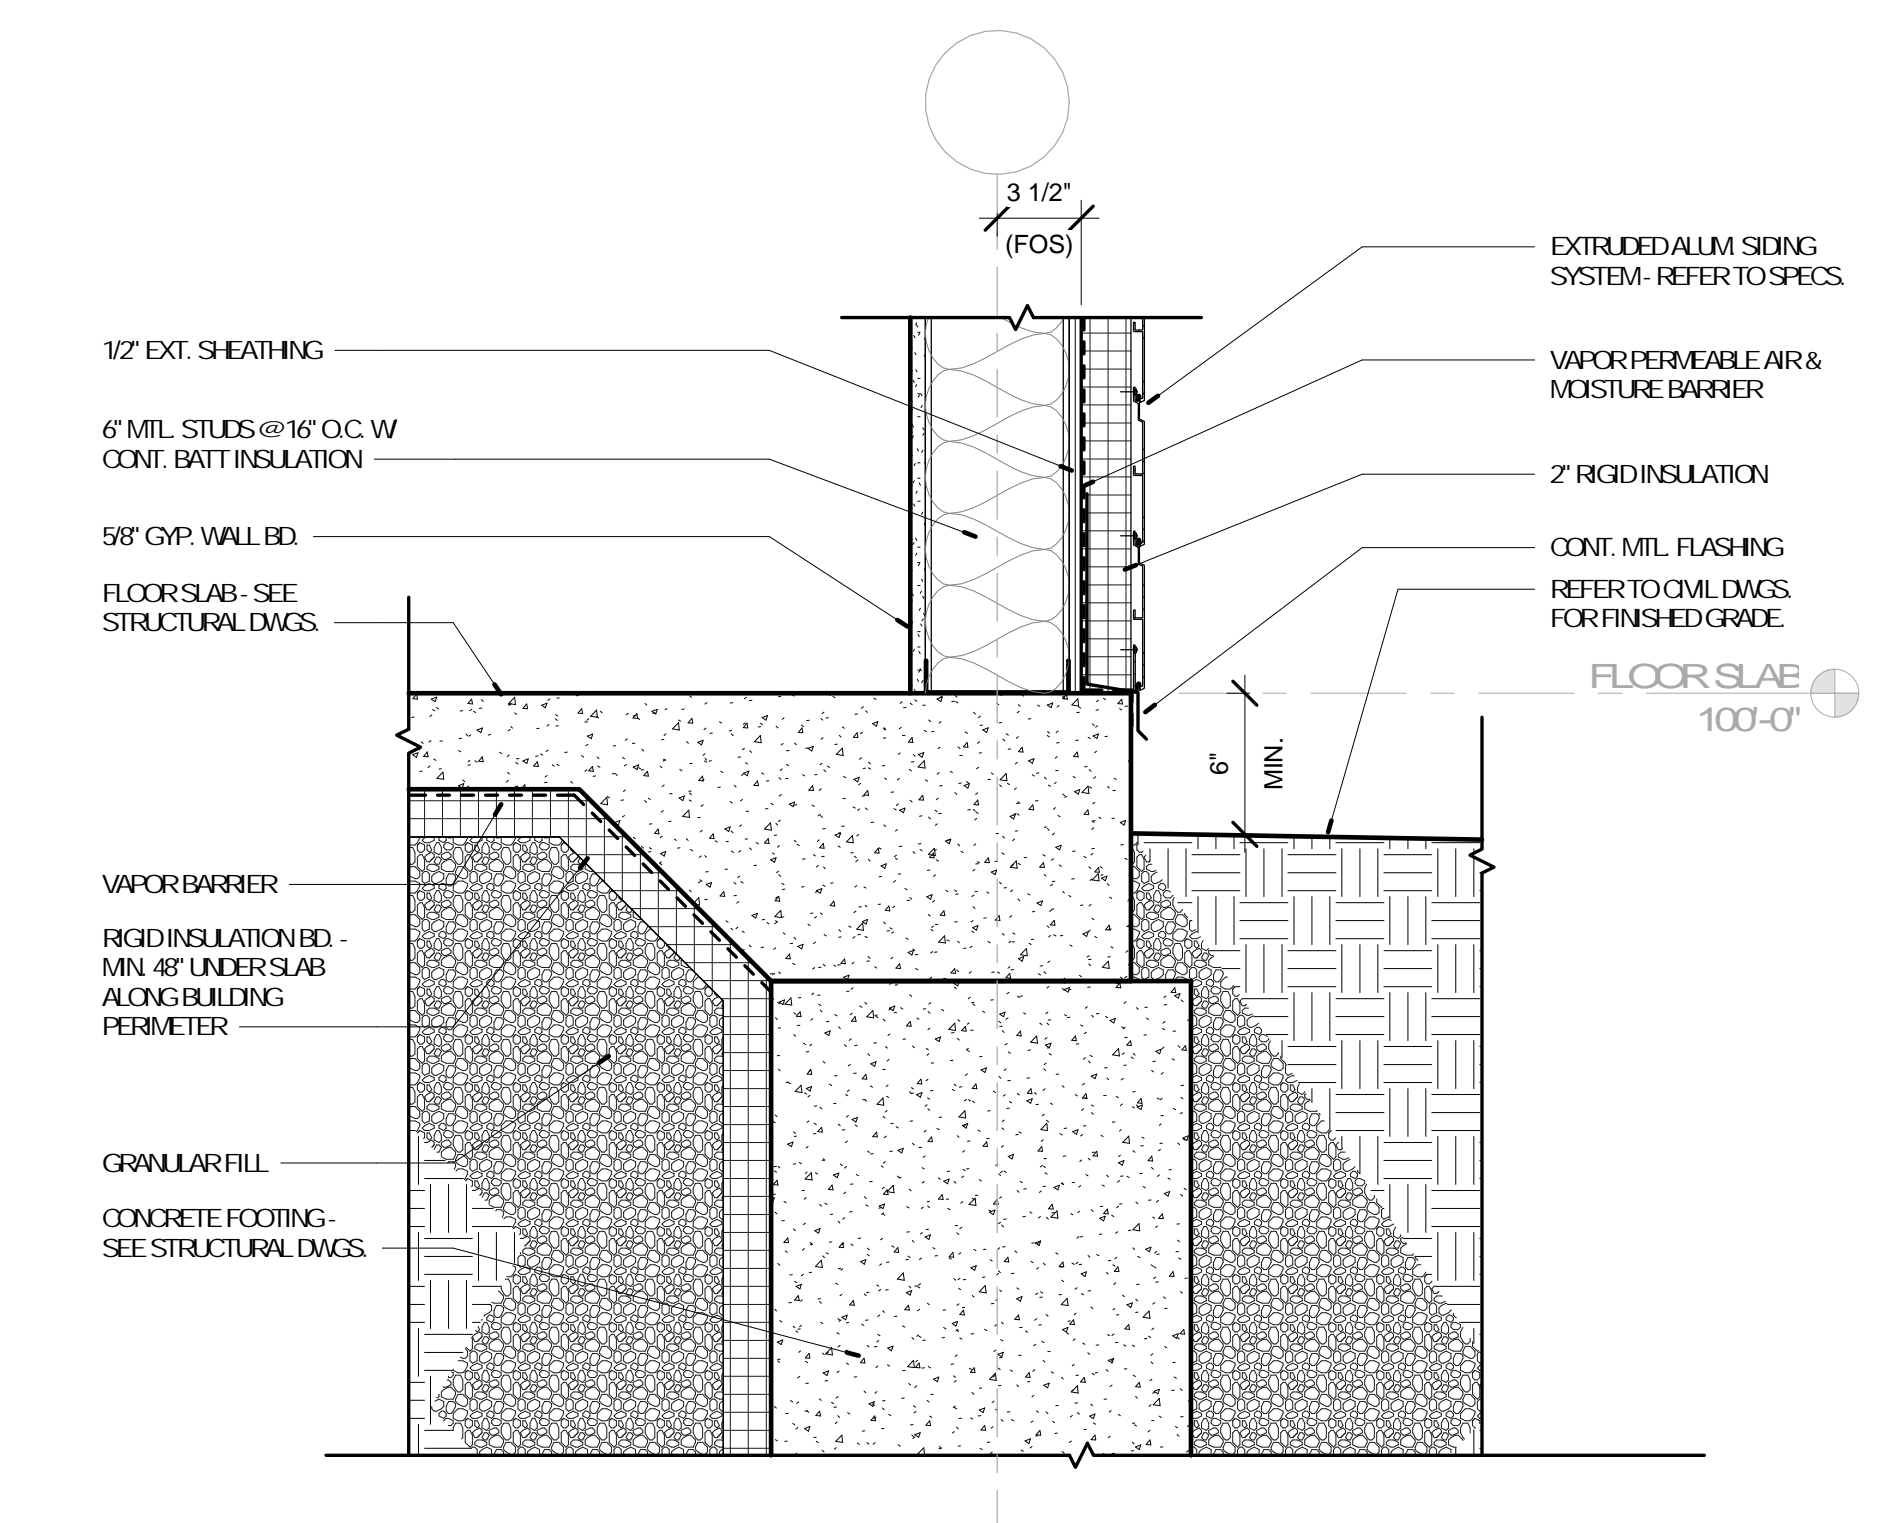 3 1/2"
(FOS)
1/2" EXT. SHEATHING
6" MTL. STUDS @ 16" O.C. W/
CONT. BATT INSULATION
5/8" GYP. WALL BD.
FLOOR SLAB - SEE
STRUCTURAL DWGS.
VAPOR BARRIER
RIGID INSULATION BD. -
MIN. 48" UNDER SLAB
ALONG BUILDING
PERIMETER
GRANULAR FILL
CONCRETE FOOTING -
SEE STRUCTURAL DWGS.
EXTRUDED ALUM. SIDING
SYSTEM - REFER TO SPECS.
VAPOR PERMEABLE AIR &
MOISTURE BARRIER
2" RIGID INSULATION
CONT. MTL. FLASHING
REFER TO CIVIL DWGS.
FOR FINISHED GRADE.
FLOOR SLAB
100'-0"
6"
MIN.